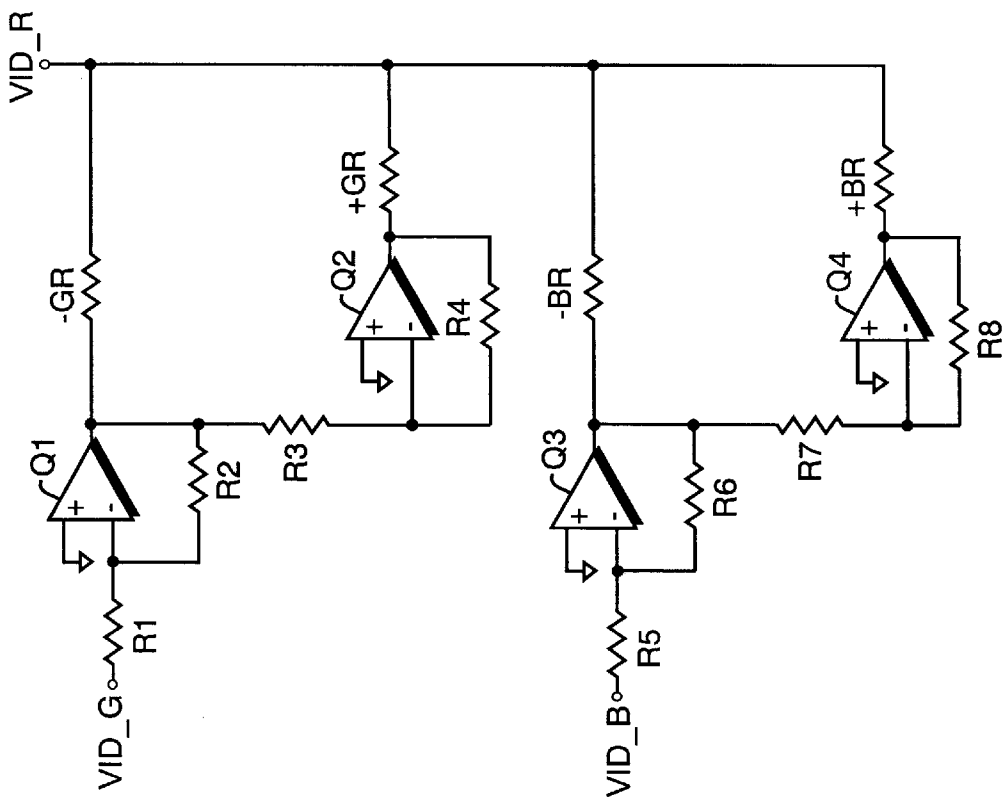 VID_R
-GR
Q1
R2
R1
VID_G
+GR
Q2
R4
R3
-BR
Q3
R6
R5
VID_B
+BR
Q4
R8
R7
+
-
+
-
+
-
+
-